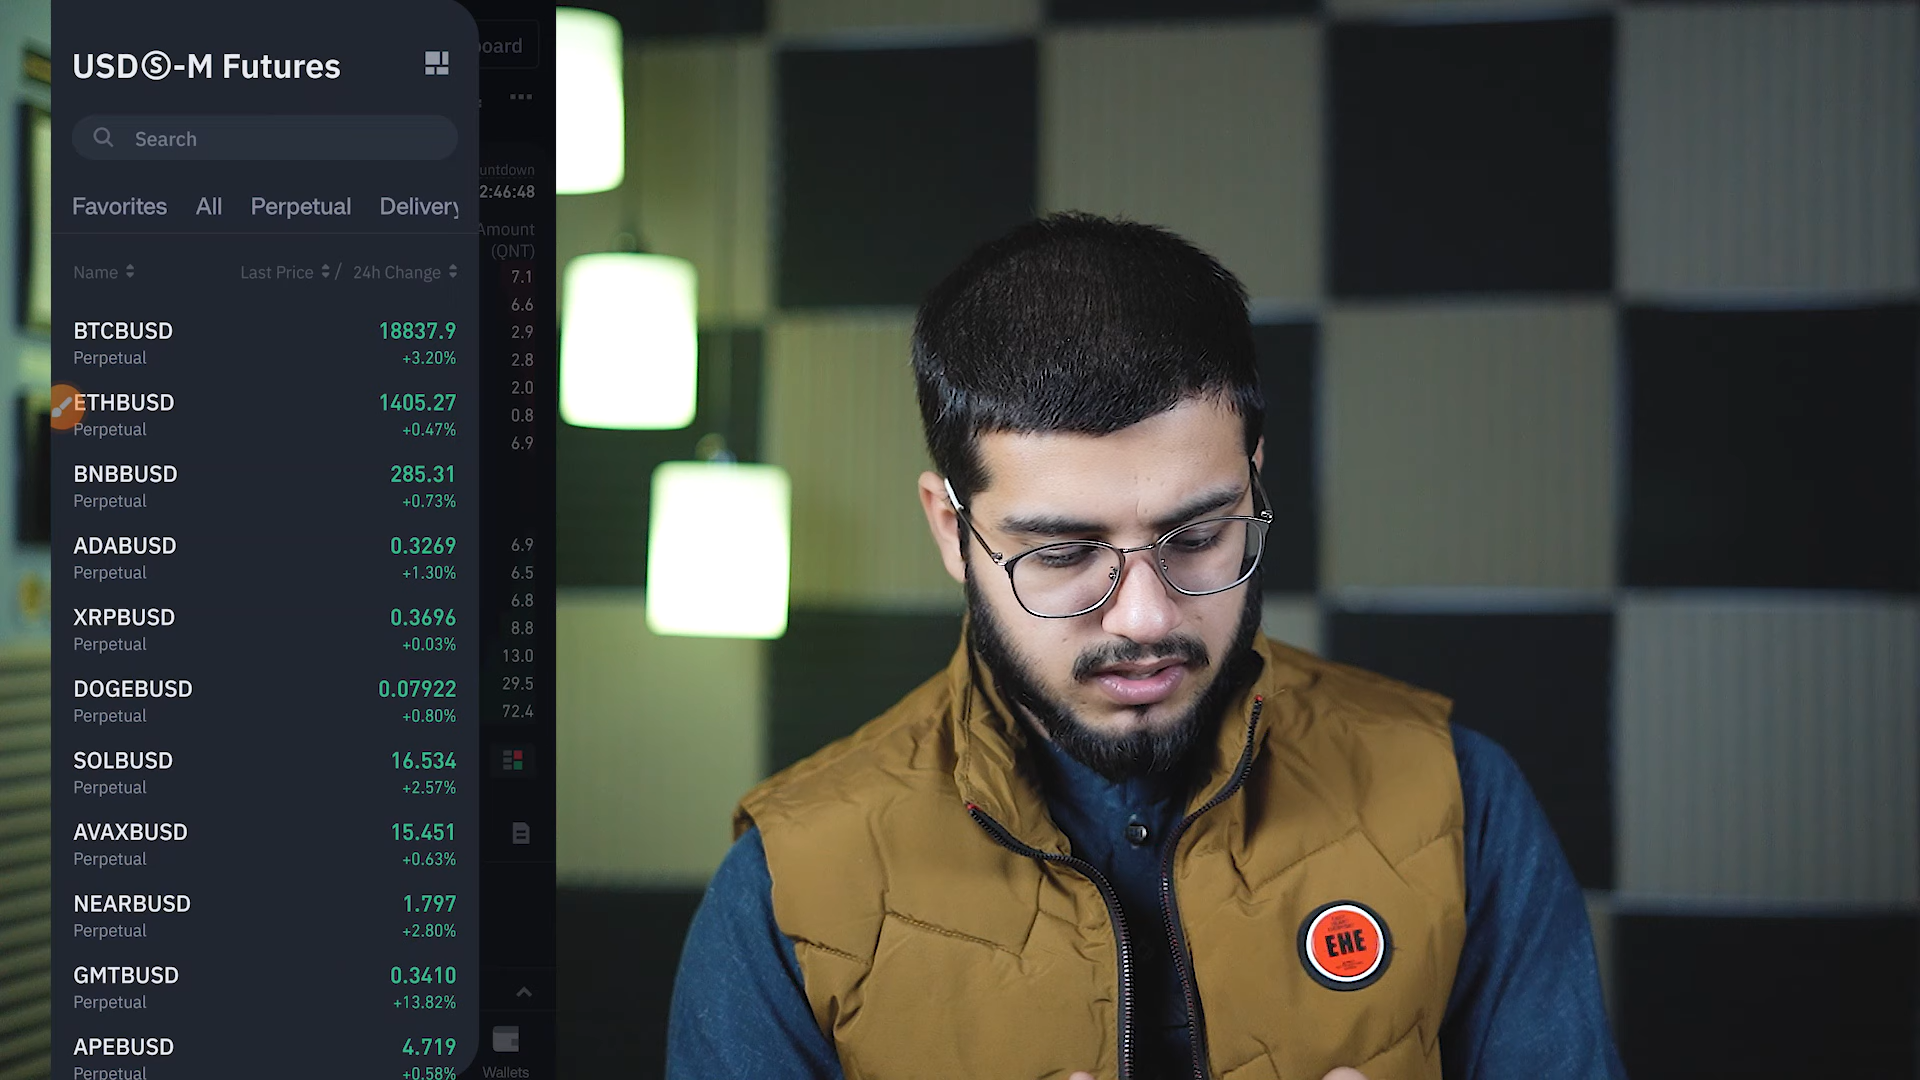 USDⓈ-M Futures
Search
Favorites All Perpetual Delivery
Name Last Price / 24h Change
BTCBUSD 18837.9
Perpetual +3.20%
ETHBUSD 1405.27
Perpetual +0.47%
BNBBUSD 285.31
Perpetual +0.73%
ADABUSD 0.3269
Perpetual +1.30%
XRPBUSD 0.3696
Perpetual +0.03%
DOGEBUSD 0.07922
Perpetual +0.80%
SOLBUSD 16.534
Perpetual +2.57%
AVAXBUSD 15.451
Perpetual +0.63%
NEARBUSD 1.797
Perpetual +2.80%
GMTBUSD 0.3410
Perpetual +13.82%
APEBUSD 4.719
Perpetual +0.58%
oard
untdown
2:46:48
Amount
(QNT)
7.1
6.6
2.9
2.8
2.0
0.8
6.9
6.9
6.5
6.8
8.8
13.0
29.5
72.4
Wallets
EHE